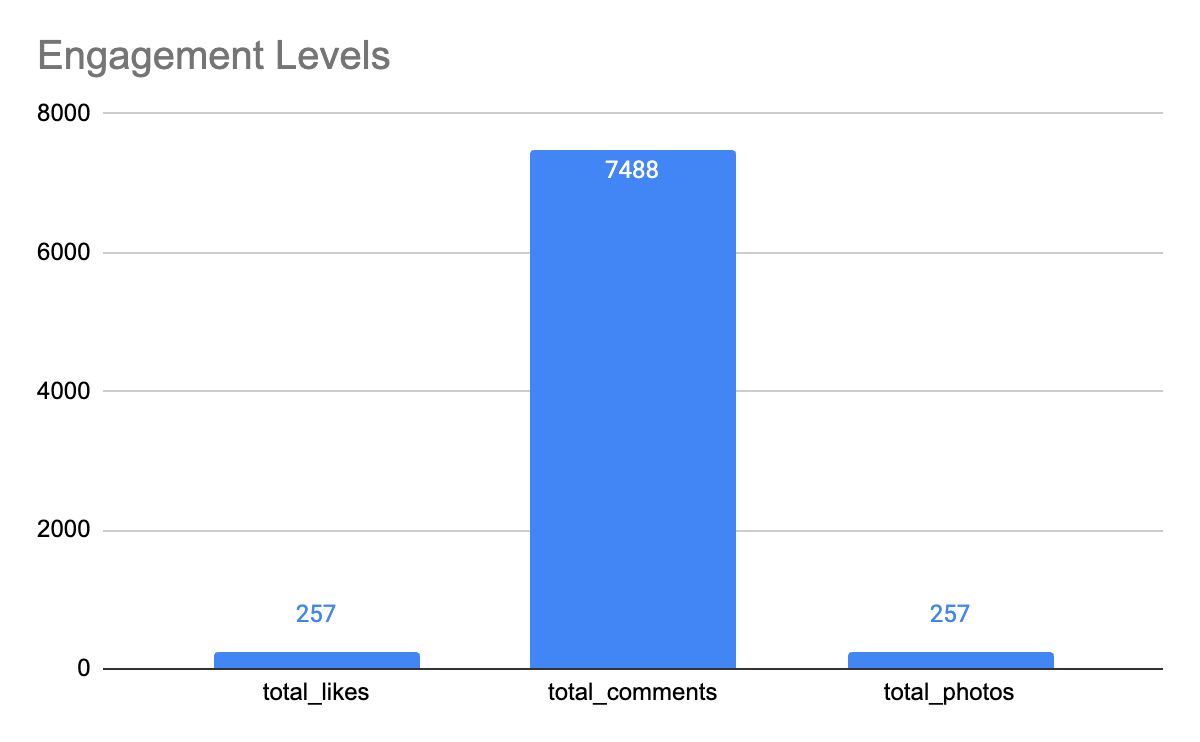 Engagement Levels
8000
7488
6000
4000
2000
257
257
0
total_likes
total_comments
total_photos